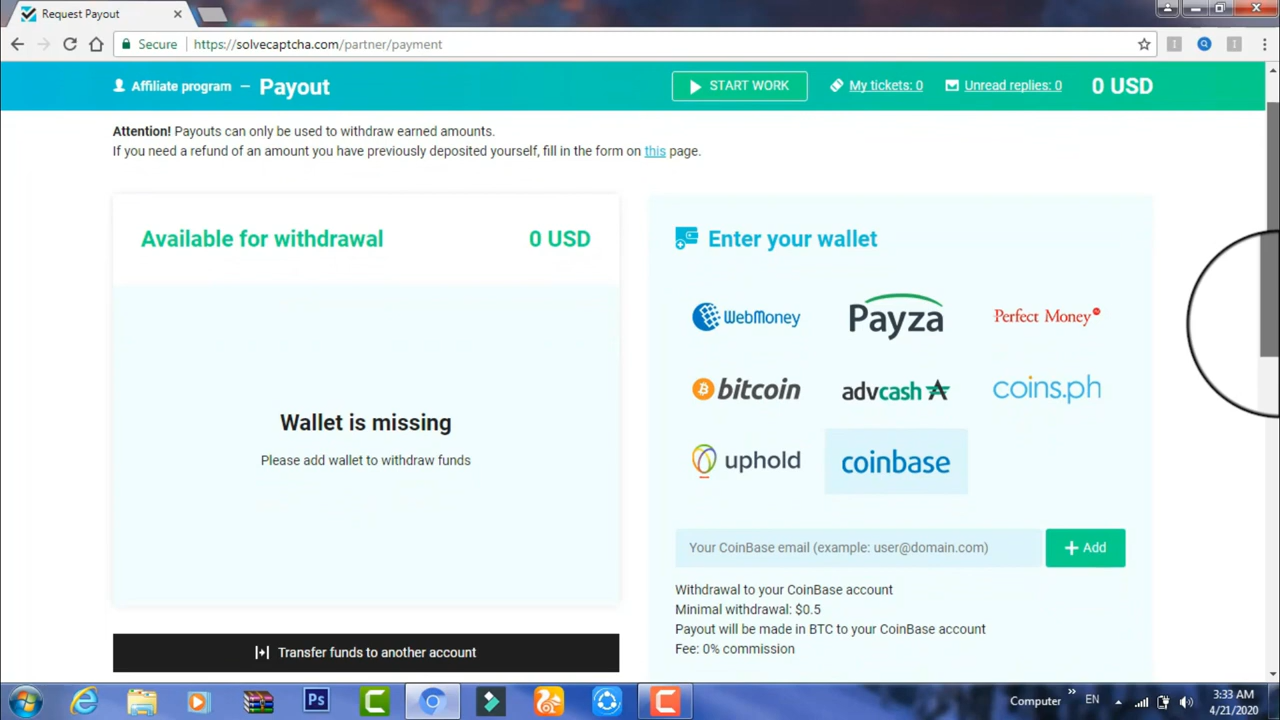 Request Payout
Secure
https://solvecaptcha.com/partner/payment
Affiliate program – Payout
START WORK
My tickets: 0
Unread replies: 0
0 USD
Attention! Payouts can only be used to withdraw earned amounts.
If you need a refund of an amount you have previously deposited yourself, fill in the form on this page.
Available for withdrawal
0 USD
Wallet is missing
Please add wallet to withdraw funds
Transfer funds to another account
Enter your wallet
WebMoney
Payza
Perfect Money
bitcoin
advcash
coins.ph
uphold
coinbase
Your CoinBase email (example: user@domain.com)
Add
Withdrawal to your CoinBase account
Minimal withdrawal: $0.5
Payout will be made in BTC to your CoinBase account
Fee: 0% commission
Ps
Computer
EN
3:33 AM
4/21/2020